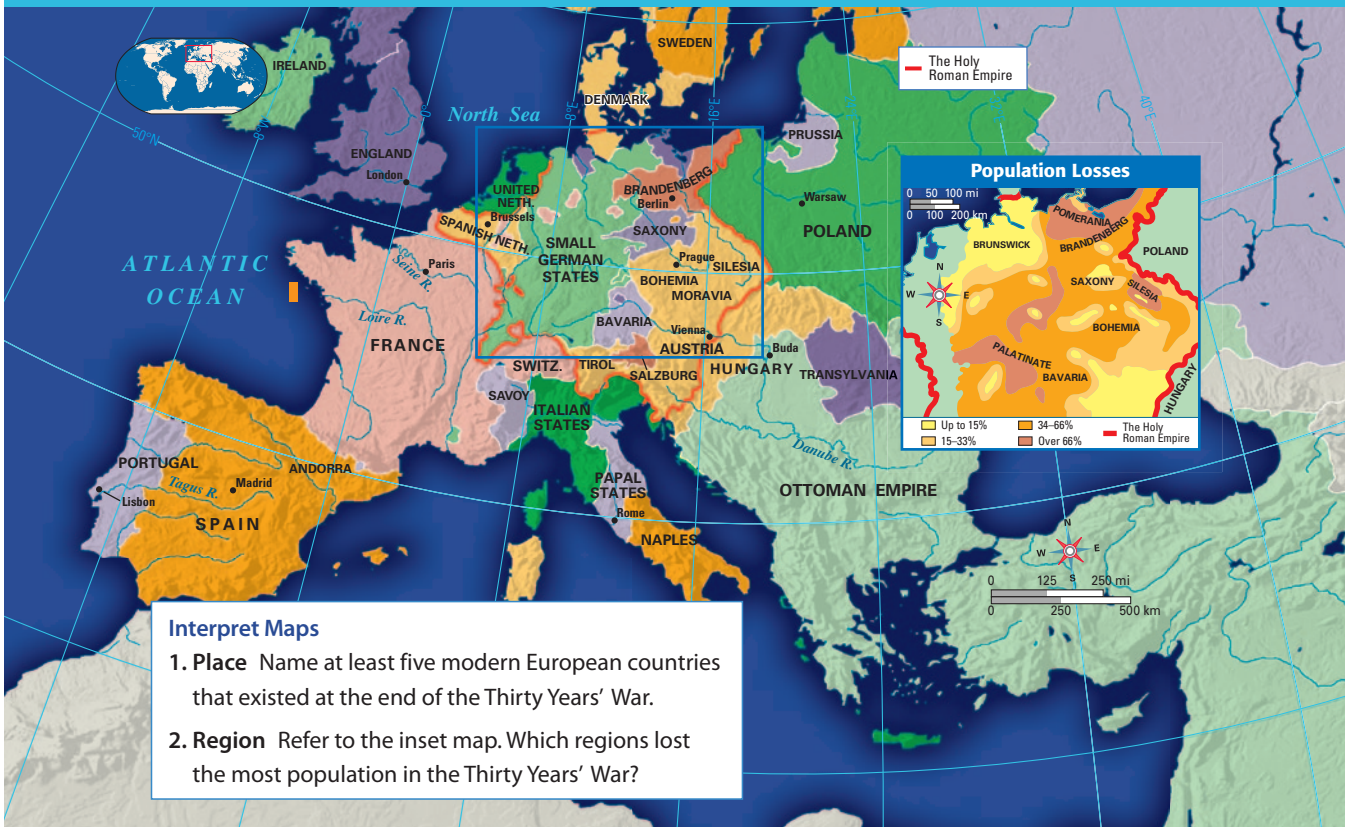 The Holy
Roman Empire
SWEDEN
IRELAND
DENMARK
North Sea
8°W
0°
8°E
16°E
40°E
50°N
PRUSSIA
ENGLAND
London
UNITED
NETH.
BRANDENBERG
Berlin
Warsaw
Brussels
SPANISH NETH.
SAXONY
POLAND
SMALL
GERMAN
STATES
ATLANTIC
OCEAN
Paris
Seine R.
Prague
SILESIA
BOHEMIA
MORAVIA
Loire R.
FRANCE
BAVARIA
Vienna
AUSTRIA
Buda
SWITZ.
TIROL
SALZBURG
HUNGARY
TRANSYLVANIA
SAVOY
ITALIAN
STATES
Danube R.
PORTUGAL
ANDORRA
Tagus R.
Madrid
Lisbon
SPAIN
PAPAL
STATES
Rome
OTTOMAN EMPIRE
NAPLES
N
W
E
S
0 125 250 mi
0 250 500 km
Population Losses
0 50 100 mi
0 100 200 km
POMERANIA
BRANDENBERG
BRUNSWICK
POLAND
N
W
E
S
SAXONY
SILESIA
BOHEMIA
PALATINATE
BAVARIA
HUNGARY
Up to 15%
34–66%
15–33%
Over 66%
The Holy
Roman Empire
Interpret Maps
1. Place Name at least five modern European countries
that existed at the end of the Thirty Years’ War.
2. Region Refer to the inset map. Which regions lost
the most population in the Thirty Years’ War?